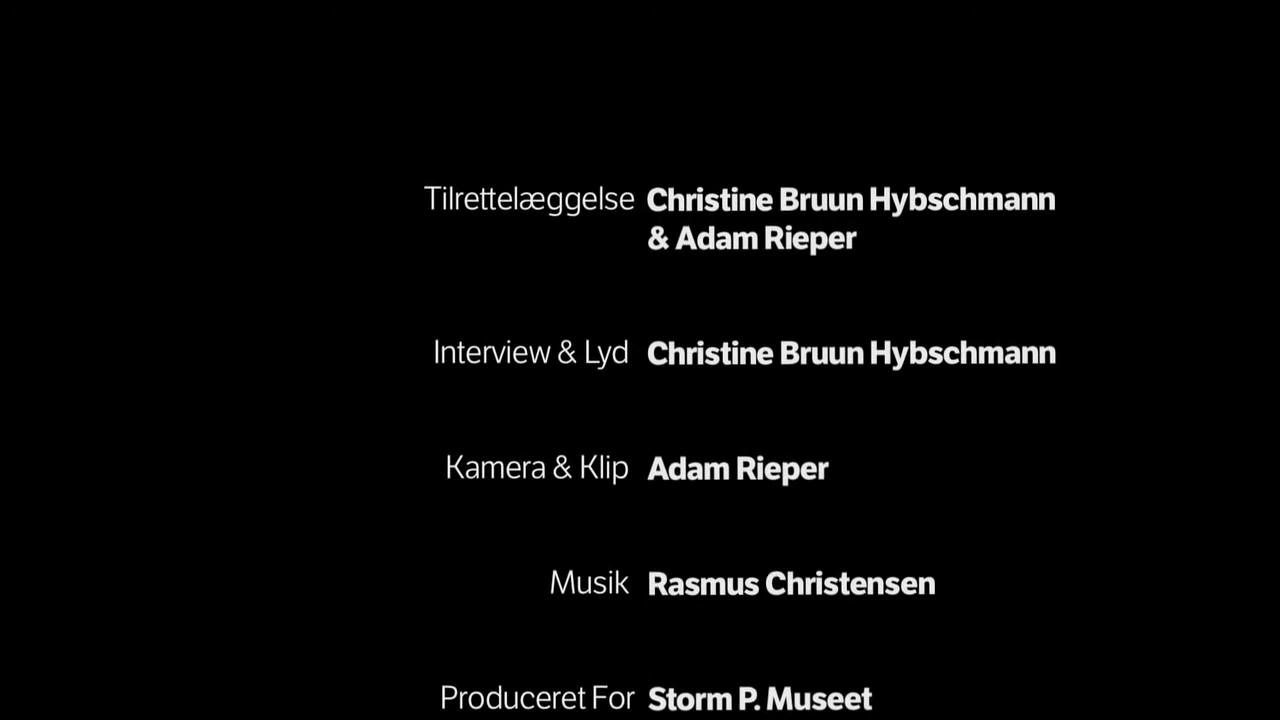 Tilrettelæggelse Christine Bruun Hybschmann
& Adam Rieper
Interview & Lyd Christine Bruun Hybschmann
Kamera & Klip Adam Rieper
Musik Rasmus Christensen
Produceret For Storm P. Museet